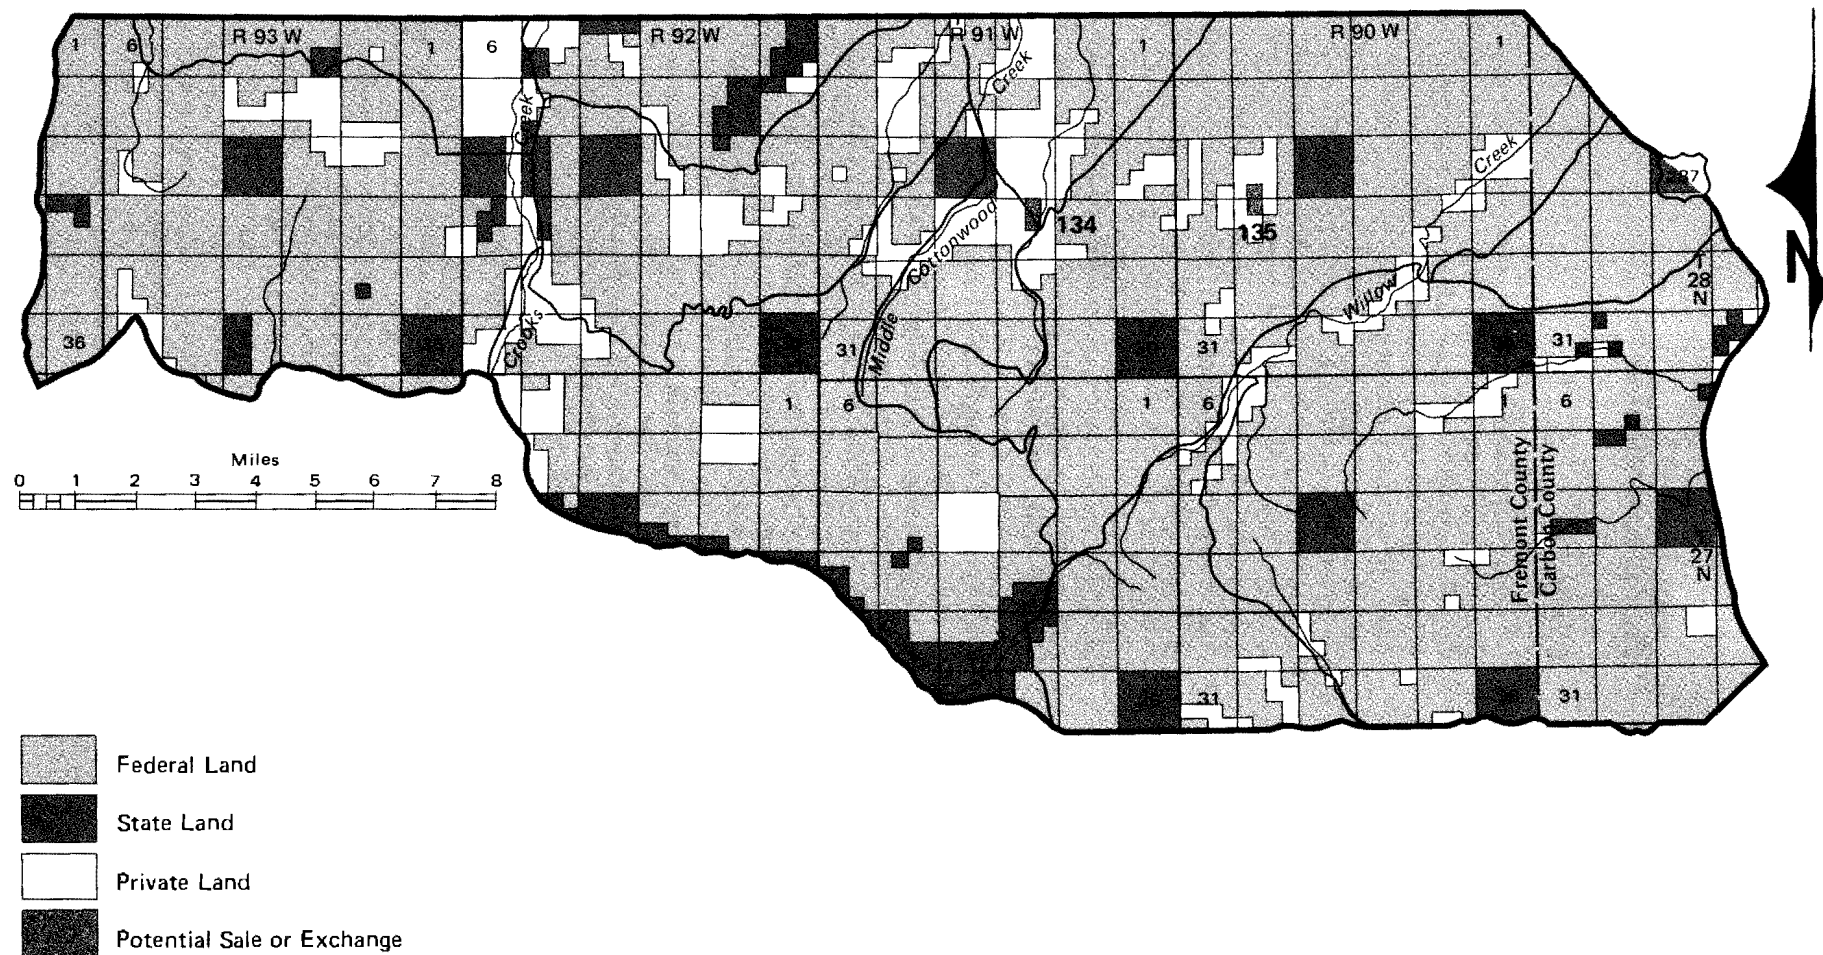 R 93 W
R 92 W
R 91 W
R 90 W
1
6
1
6
1
1
Creek
Creek
Creek
287
134
135
Cottonwood
Middle
Willow
Crooks
T
28
N
36
31
31
31
1
6
1
6
6
Miles
0 1 2 3 4 5 6 7 8
Fremont County
Carbon County
27
N
31
31
N
Federal Land
State Land
Private Land
Potential Sale or Exchange